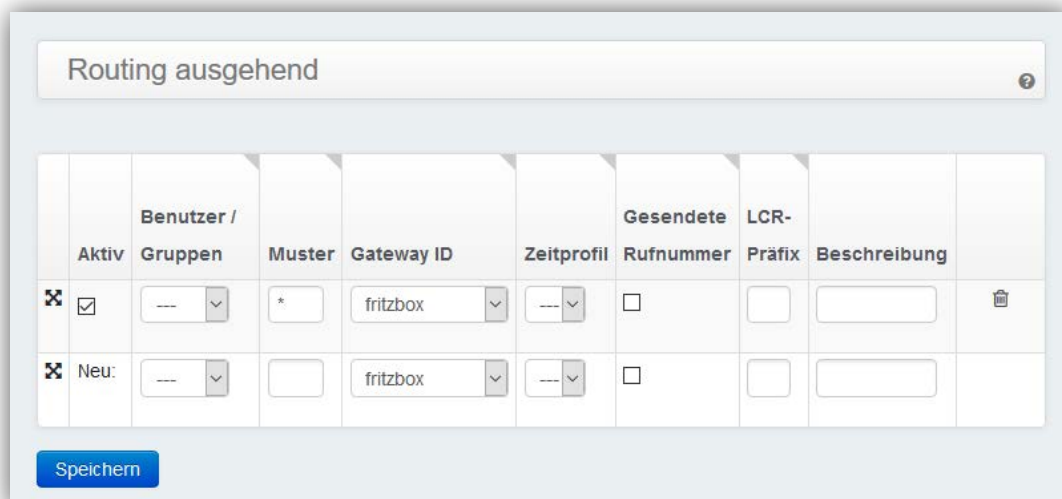 Routing ausgehend
Aktiv Benutzer / Gruppen Muster Gateway ID Zeitprofil Gesendete Rufnummer LCR-Präfix Beschreibung
--- * fritzbox ---
Neu: --- fritzbox ---
Speichern